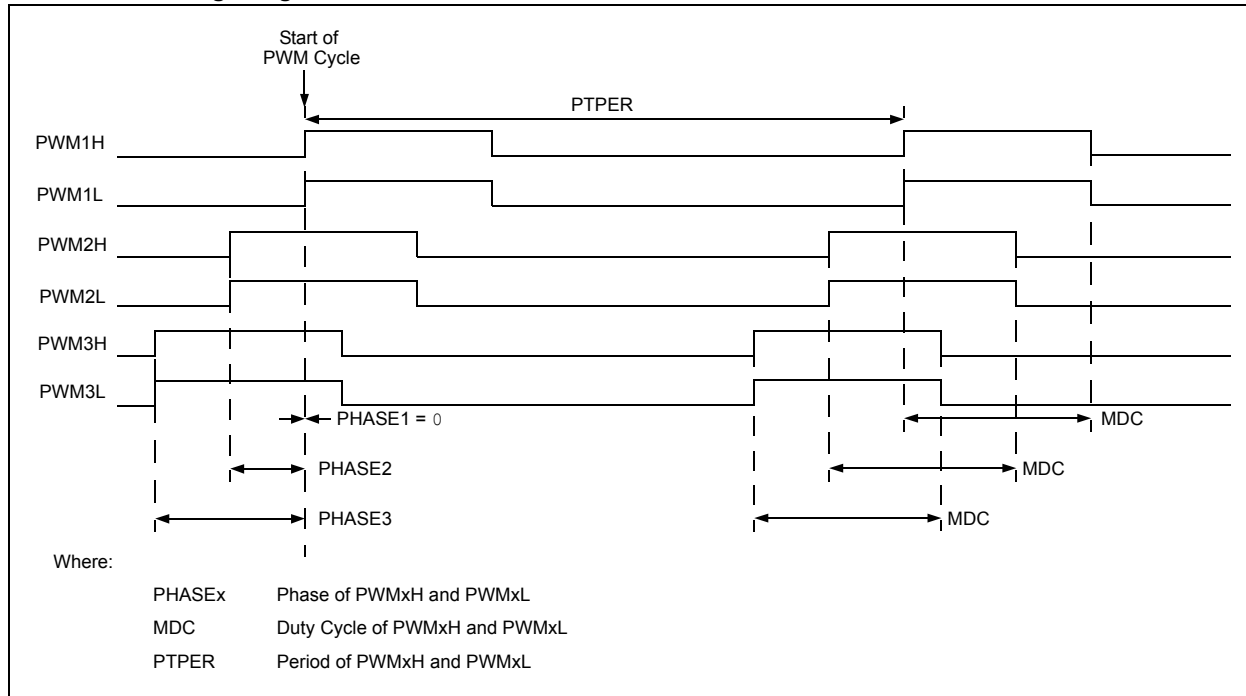 Start of
PWM Cycle
PTPER
PWM1H
PWM1L
PWM2H
PWM2L
PWM3H
PWM3L
PHASE1 = 0
MDC
PHASE2
MDC
PHASE3
MDC
Where:
PHASEx Phase of PWMxH and PWMxL
MDC Duty Cycle of PWMxH and PWMxL
PTPER Period of PWMxH and PWMxL